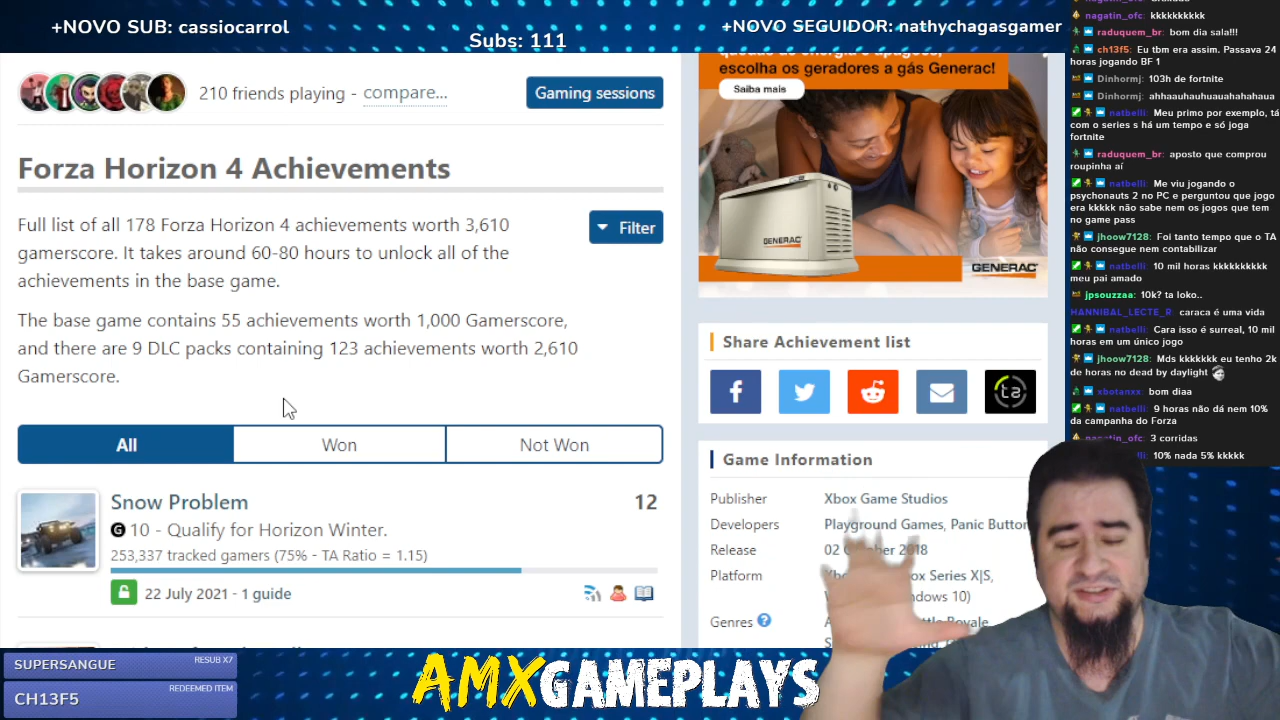 +NOVO SUB: cassiocarrol
Subs: 111
+NOVO SEGUIDOR: nathychagasgamer
210 friends playing - compare...
Gaming sessions
Forza Horizon 4 Achievements
Full list of all 178 Forza Horizon 4 achievements worth 3,610
gamerscore. It takes around 60-80 hours to unlock all of the
achievements in the base game.
Filter
The base game contains 55 achievements worth 1,000 Gamerscore,
and there are 9 DLC packs containing 123 achievements worth 2,610
Gamerscore.
All
Won
Not Won
Snow Problem
12
G 10 - Qualify for Horizon Winter.
253,337 tracked gamers (75% - TA Ratio = 1.15)
22 July 2021 - 1 guide
escolha os geradores a gás Generac!
Saiba mais
GENERAC
GENERAC
Share Achievement list
ta
Game Information
Publisher
Xbox Game Studios
Developers
Playground Games, Panic Button
Release
02 October 2018
Platform
Series X|S,
10)
Genres
Royale
nagatin_ofc: kkkkkkkkkk
raduquem_br: bom dia sala!!!
ch13f5: Eu tbm era assim. Passava 24
horas jogando BF 1
Dinhormj: 103h de fortnite
Dinhormj: ahhaauhauhuauahahahaua
natbelli: Meu primo por exemplo, tá
com o series s há um tempo e só joga
fortnite
raduquem_br: aposto que comprou
roupinha aí
natbelli: Me viu jogando o
psychonauts 2 no PC e perguntou que jogo
era kkkkk não sabe nem os jogos que tem
no game pass
jhoow7128: Foi tanto tempo que o TA
não consegue nem contabilizar
natbelli: 10 mil horas kkkkkkkkkk
meu pai amado
jpsouzzaa: 10k? ta loko..
HANNIBAL_LECTE_R: caraca é uma vida
natbelli: Cara isso é surreal, 10 mil
horas em um único jogo
jhoow7128: Mds kkkkkkk eu tenho 2k
de horas no dead by daylight
xbotanxx: bom diaa
natbelli: 9 horas não dá nem 10%
da campanha do Forza
nagatin_ofc: 3 corridas
10% nada 5% kkkkk
SUPERSANGUE
RESUB X7
CH13F5
REDEEMED ITEM
AMXGAMEPLAYS